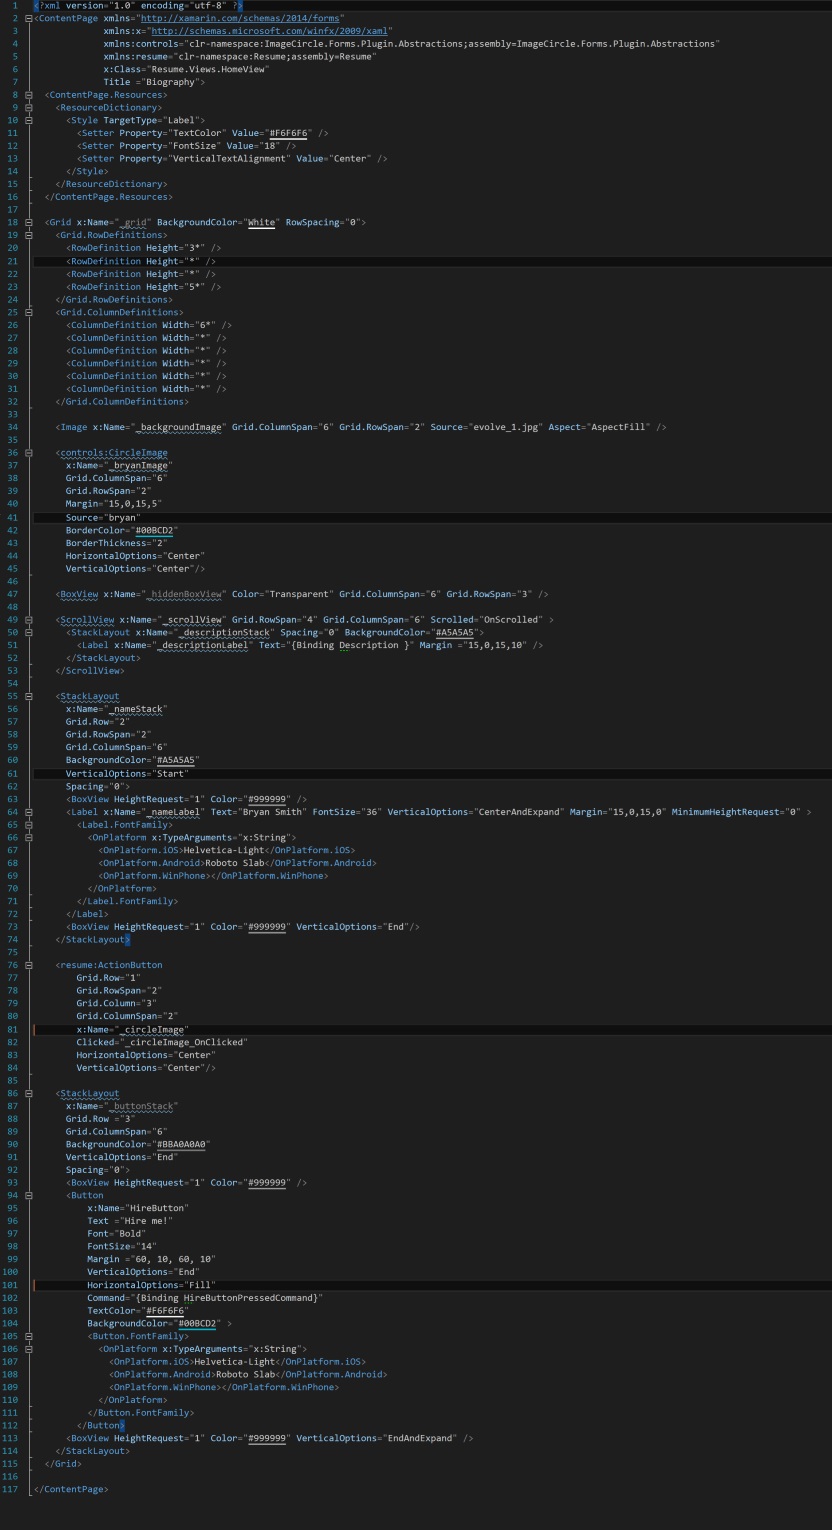 1 <?xml version="1.0" encoding="utf-8" ?>
2 <ContentPage xmlns="http://xamarin.com/schemas/2014/forms"
3 xmlns:x="http://schemas.microsoft.com/winfx/2009/xaml"
4 xmlns:controls="clr-namespace:ImageCircle.Forms.Plugin.Abstractions;assembly=ImageCircle.Forms.Plugin.Abstractions"
5 xmlns:resume="clr-namespace:Resume;assembly=Resume"
6 x:Class="Resume.Views.HomeView"
7 Title ="Biography">
8 <ContentPage.Resources>
9 <ResourceDictionary>
10 <Style TargetType="Label">
11 <Setter Property="TextColor" Value="#F6F6F6" />
12 <Setter Property="FontSize" Value="18" />
13 <Setter Property="VerticalTextAlignment" Value="Center" />
14 </Style>
15 </ResourceDictionary>
16 </ContentPage.Resources>
17
18 <Grid x:Name="_grid" BackgroundColor="White" RowSpacing="0">
19 <Grid.RowDefinitions>
20 <RowDefinition Height="3*" />
21 <RowDefinition Height="*" />
22 <RowDefinition Height="*" />
23 <RowDefinition Height="5*" />
24 </Grid.RowDefinitions>
25 <Grid.ColumnDefinitions>
26 <ColumnDefinition Width="6*" />
27 <ColumnDefinition Width="*" />
28 <ColumnDefinition Width="*" />
29 <ColumnDefinition Width="*" />
30 <ColumnDefinition Width="*" />
31 <ColumnDefinition Width="*" />
32 </Grid.ColumnDefinitions>
33
34 <Image x:Name="_backgroundImage" Grid.ColumnSpan="6" Grid.RowSpan="2" Source="evolve_1.jpg" Aspect="AspectFill" />
35
36 <controls:CircleImage
37 x:Name="_bryanImage"
38 Grid.ColumnSpan="6"
39 Grid.RowSpan="2"
40 Margin="15,0,15,5"
41 Source="bryan"
42 BorderColor="#00BCD2"
43 BorderThickness="2"
44 HorizontalOptions="Center"
45 VerticalOptions="Center"/>
46
47 <BoxView x:Name="_hiddenBoxView" Color="Transparent" Grid.ColumnSpan="6" Grid.RowSpan="3" />
48
49 <ScrollView x:Name="_scrollView" Grid.RowSpan="4" Grid.ColumnSpan="6" Scrolled="OnScrolled" >
50 <StackLayout x:Name="_descriptionStack" Spacing="0" BackgroundColor="#A5A5A5">
51 <Label x:Name="_descriptionLabel" Text="{Binding Description }" Margin ="15,0,15,10" />
52 </StackLayout>
53 </ScrollView>
54
55 <StackLayout
56 x:Name="_nameStack"
57 Grid.Row="2"
58 Grid.RowSpan="2"
59 Grid.ColumnSpan="6"
60 BackgroundColor="#A5A5A5"
61 VerticalOptions="Start"
62 Spacing="0">
63 <BoxView HeightRequest="1" Color="#999999" />
64 <Label x:Name="_nameLabel" Text="Bryan Smith" FontSize="36" VerticalOptions="CenterAndExpand" Margin="15,0,15,0" MinimumHeightRequest="0" >
65 <Label.FontFamily>
66 <OnPlatform x:TypeArguments="x:String">
67 <OnPlatform.iOS>Helvetica-Light</OnPlatform.iOS>
68 <OnPlatform.Android>Roboto Slab</OnPlatform.Android>
69 <OnPlatform.WinPhone></OnPlatform.WinPhone>
70 </OnPlatform>
71 </Label.FontFamily>
72 </Label>
73 <BoxView HeightRequest="1" Color="#999999" VerticalOptions="End"/>
74 </StackLayout>
75
76 <resume:ActionButton
77 Grid.Row="1"
78 Grid.RowSpan="2"
79 Grid.Column="3"
80 Grid.ColumnSpan="2"
81 x:Name="_circleImage"
82 Clicked="_circleImage_OnClicked"
83 HorizontalOptions="Center"
84 VerticalOptions="Center"/>
85
86 <StackLayout
87 x:Name="_buttonStack"
88 Grid.Row ="3"
89 Grid.ColumnSpan="6"
90 BackgroundColor="#BBA0A0A0"
91 VerticalOptions="End"
92 Spacing="0">
93 <BoxView HeightRequest="1" Color="#999999" />
94 <Button
95 x:Name="HireButton"
96 Text ="Hire me!"
97 Font="Bold"
98 FontSize="14"
99 Margin ="60, 10, 60, 10"
100 VerticalOptions="End"
101 HorizontalOptions="Fill"
102 Command="{Binding HireButtonPressedCommand}"
103 TextColor="#F6F6F6"
104 BackgroundColor="#00BCD2" >
105 <Button.FontFamily>
106 <OnPlatform x:TypeArguments="x:String">
107 <OnPlatform.iOS>Helvetica-Light</OnPlatform.iOS>
108 <OnPlatform.Android>Roboto Slab</OnPlatform.Android>
109 <OnPlatform.WinPhone></OnPlatform.WinPhone>
110 </OnPlatform>
111 </Button.FontFamily>
112 </Button>
113 <BoxView HeightRequest="1" Color="#999999" VerticalOptions="EndAndExpand" />
114 </StackLayout>
115 </Grid>
116
117 </ContentPage>